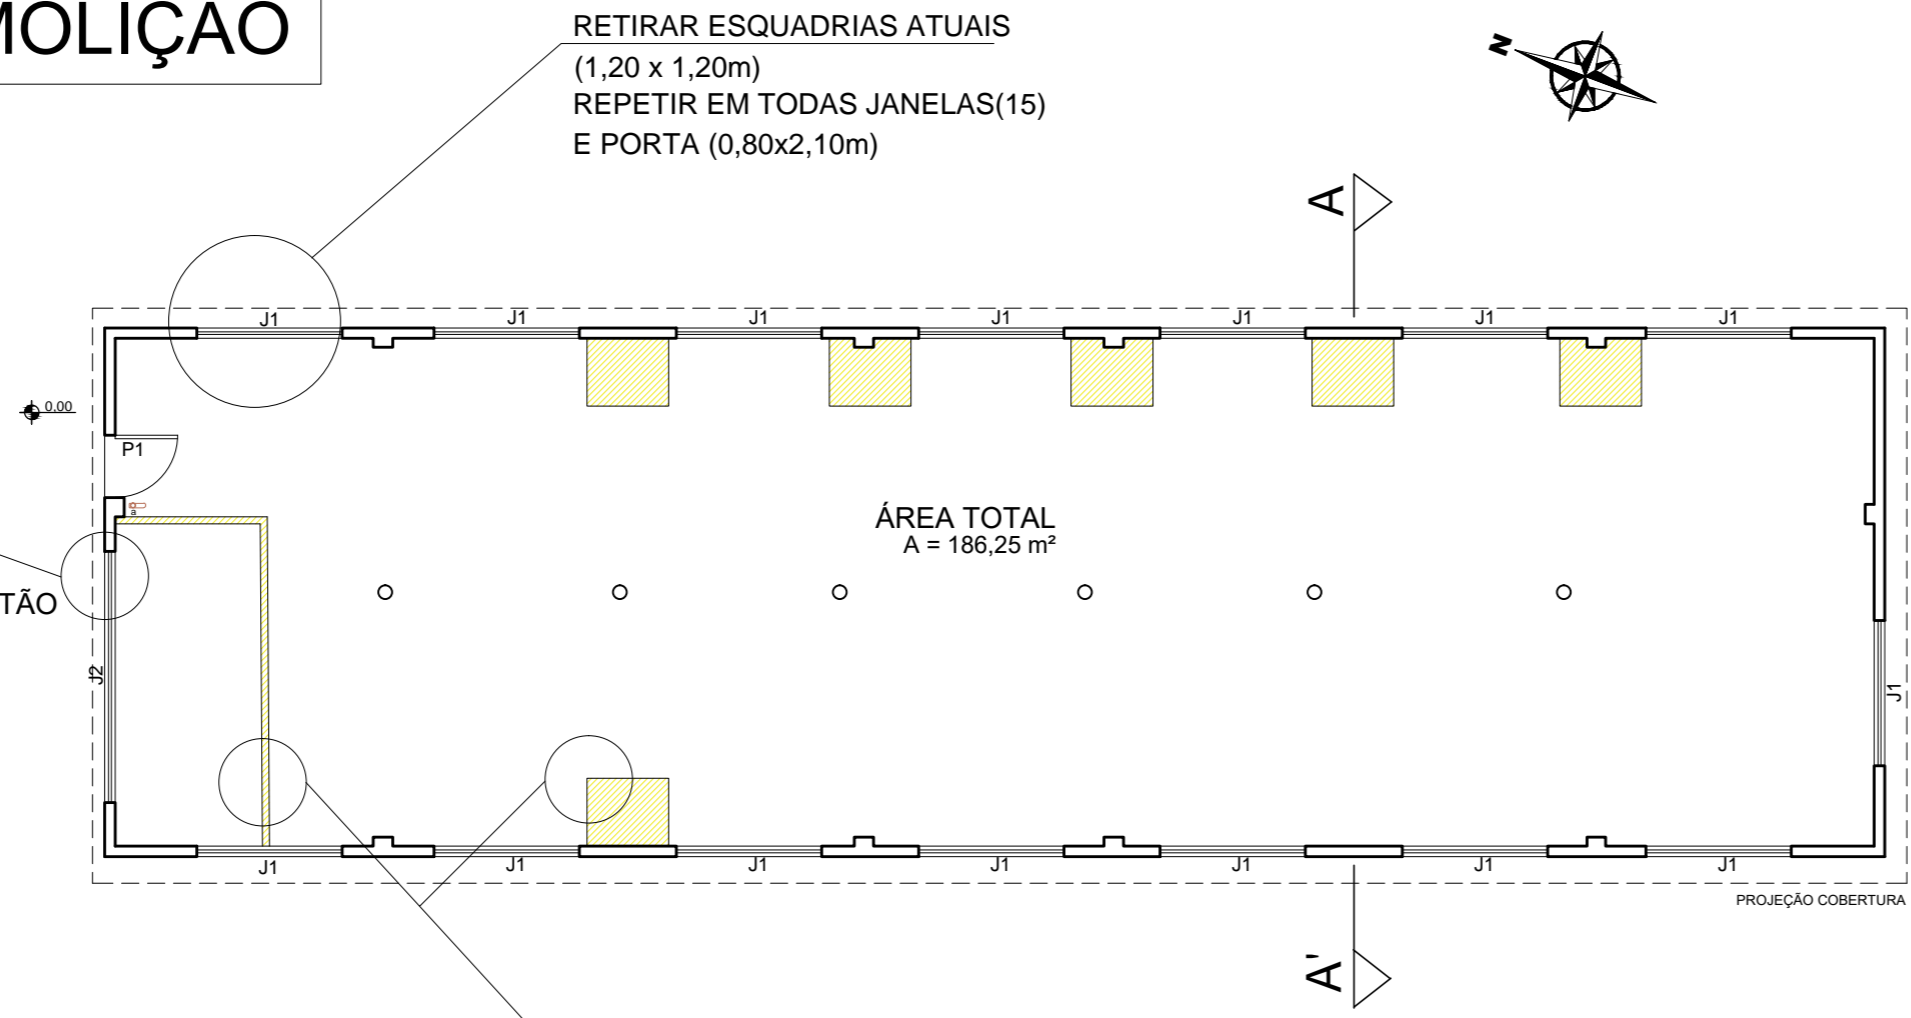 MOLIÇÃO
RETIRAR ESQUADRIAS ATUAIS
(1,20 x 1,20m)
REPETIR EM TODAS JANELAS(15)
E PORTA (0,80x2,10m)
N
A
J1 J1 J1 J1 J1 J1 J1
0.00
P1
a
ÁREA TOTAL
A = 186,25 m²
TÃO
J2
J1
J1 J1 J1 J1 J1 J1 J1
PROJEÇÃO COBERTURA
A'